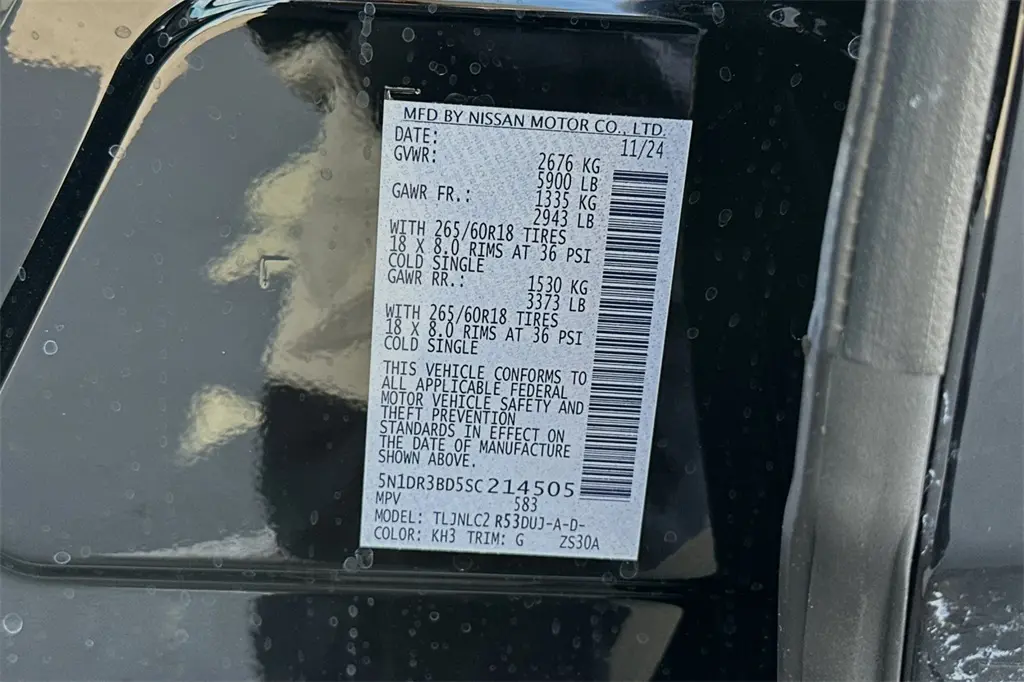 MFD BY NISSAN MOTOR CO., LTD.
DATE: 11/24
GVWR: 2676 KG
5900 LB
GAWR FR.: 1335 KG
2943 LB
WITH 265/60R18 TIRES
18 X 8.0 RIMS AT 36 PSI
COLD SINGLE
GAWR RR.: 1530 KG
3373 LB
WITH 265/60R18 TIRES
18 X 8.0 RIMS AT 36 PSI
COLD SINGLE
THIS VEHICLE CONFORMS TO
ALL APPLICABLE FEDERAL
MOTOR VEHICLE SAFETY AND
THEFT PREVENTION
STANDARDS IN EFFECT ON
THE DATE OF MANUFACTURE
SHOWN ABOVE.
5N1DR3BD5SC214505
MPV 583
MODEL: TLJNLC2 R53DUJ-A-D-
COLOR: KH3 TRIM: G ZS30A